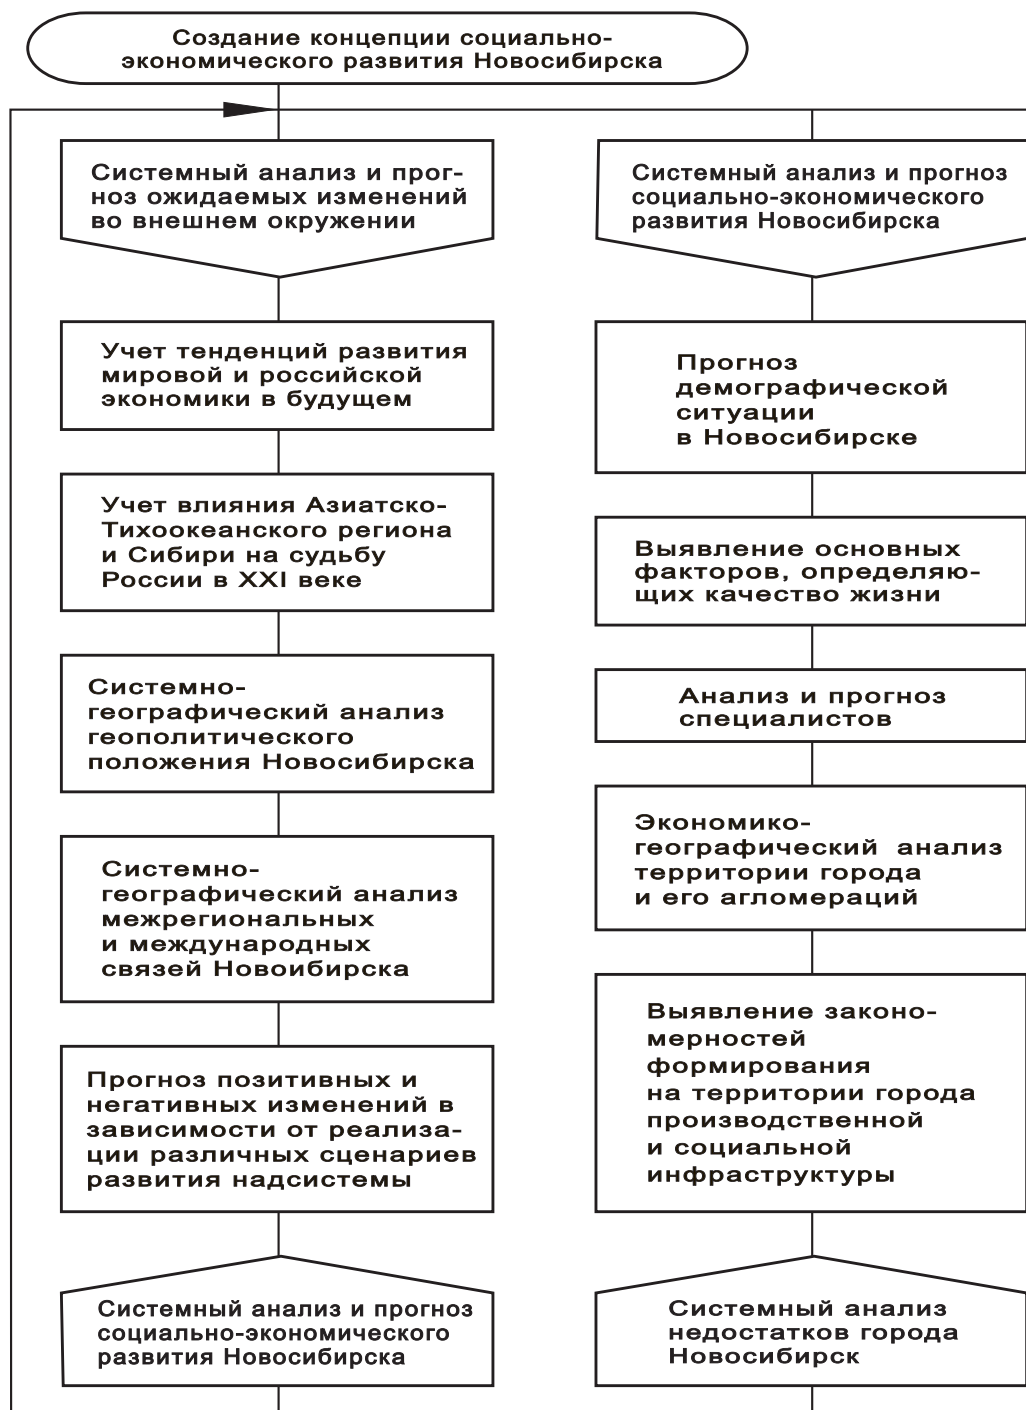 Создание концепции социально-
экономического развития Новосибирска
Системный анализ и прог-
ноз ожидаемых изменений
во внешнем окружении
Учет тенденций развития
мировой и российской
экономики в будущем
Учет влияния Азиатско-
Тихоокеанского региона
и Сибири на судьбу
России в XXI веке
Системно-
географический анализ
геополитического
положения Новосибирска
Системно-
географический анализ
межрегиональных
и международных
связей Новоибирска
Прогноз позитивных и
негативных изменений в
зависимости от реализа-
ции различных сценариев
развития надсистемы
Системный анализ и прогноз
социально-экономического
развития Новосибирска
Системный анализ и прогноз
социально-экономического
развития Новосибирска
Прогноз
демографической
ситуации
в Новосибирске
Выявление основных
факторов, определяю-
щих качество жизни
Анализ и прогноз
специалистов
Экономико-
географический анализ
территории города
и его агломераций
Выявление законо-
мерностей
формирования
на территории города
производственной
и социальной
инфраструктуры
Системный анализ
недостатков города
Новосибирск